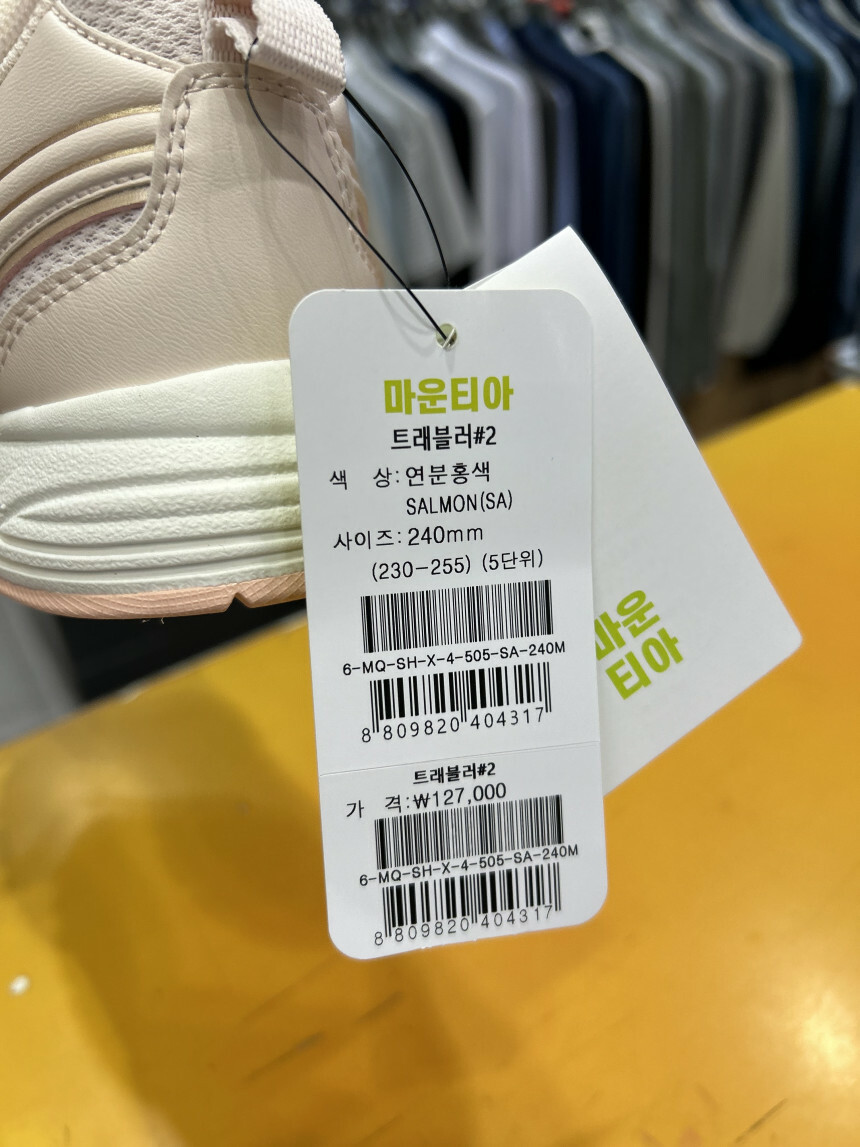 마운티아
트래블러#2
색 상:연분홍색
SALMON(SA)
사이즈:240mm
(230-255) (5단위)
6-MQ-SH-X-4-505-SA-240M
8 809820 404317
트래블러#2
가 격:₩127,000
6-MQ-SH-X-4-505-SA-240M
8 809820 404317
마운
티아